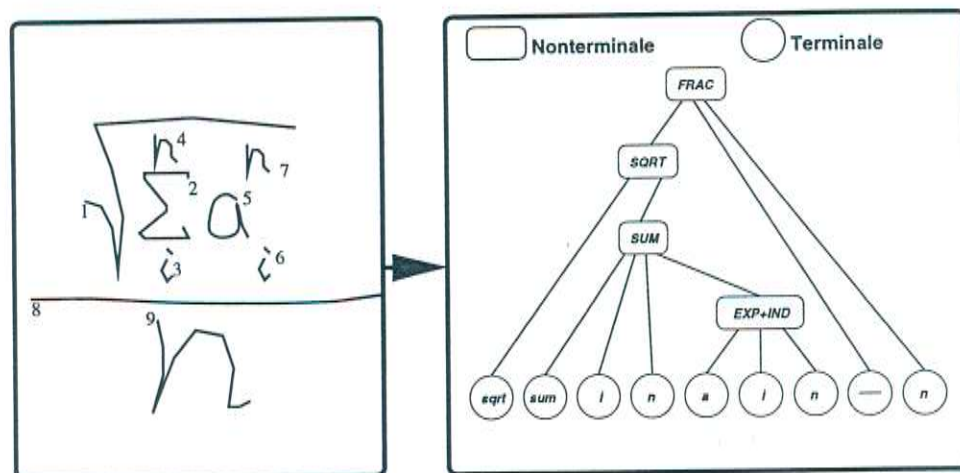 Nonterminale Terminale
FRAC
SQRT
SUM
EXP+IND
sqrt sum i n a i n — n
n 4 n 7
1 √ Σ 2 a 5
i 3 i 6
8
9 n